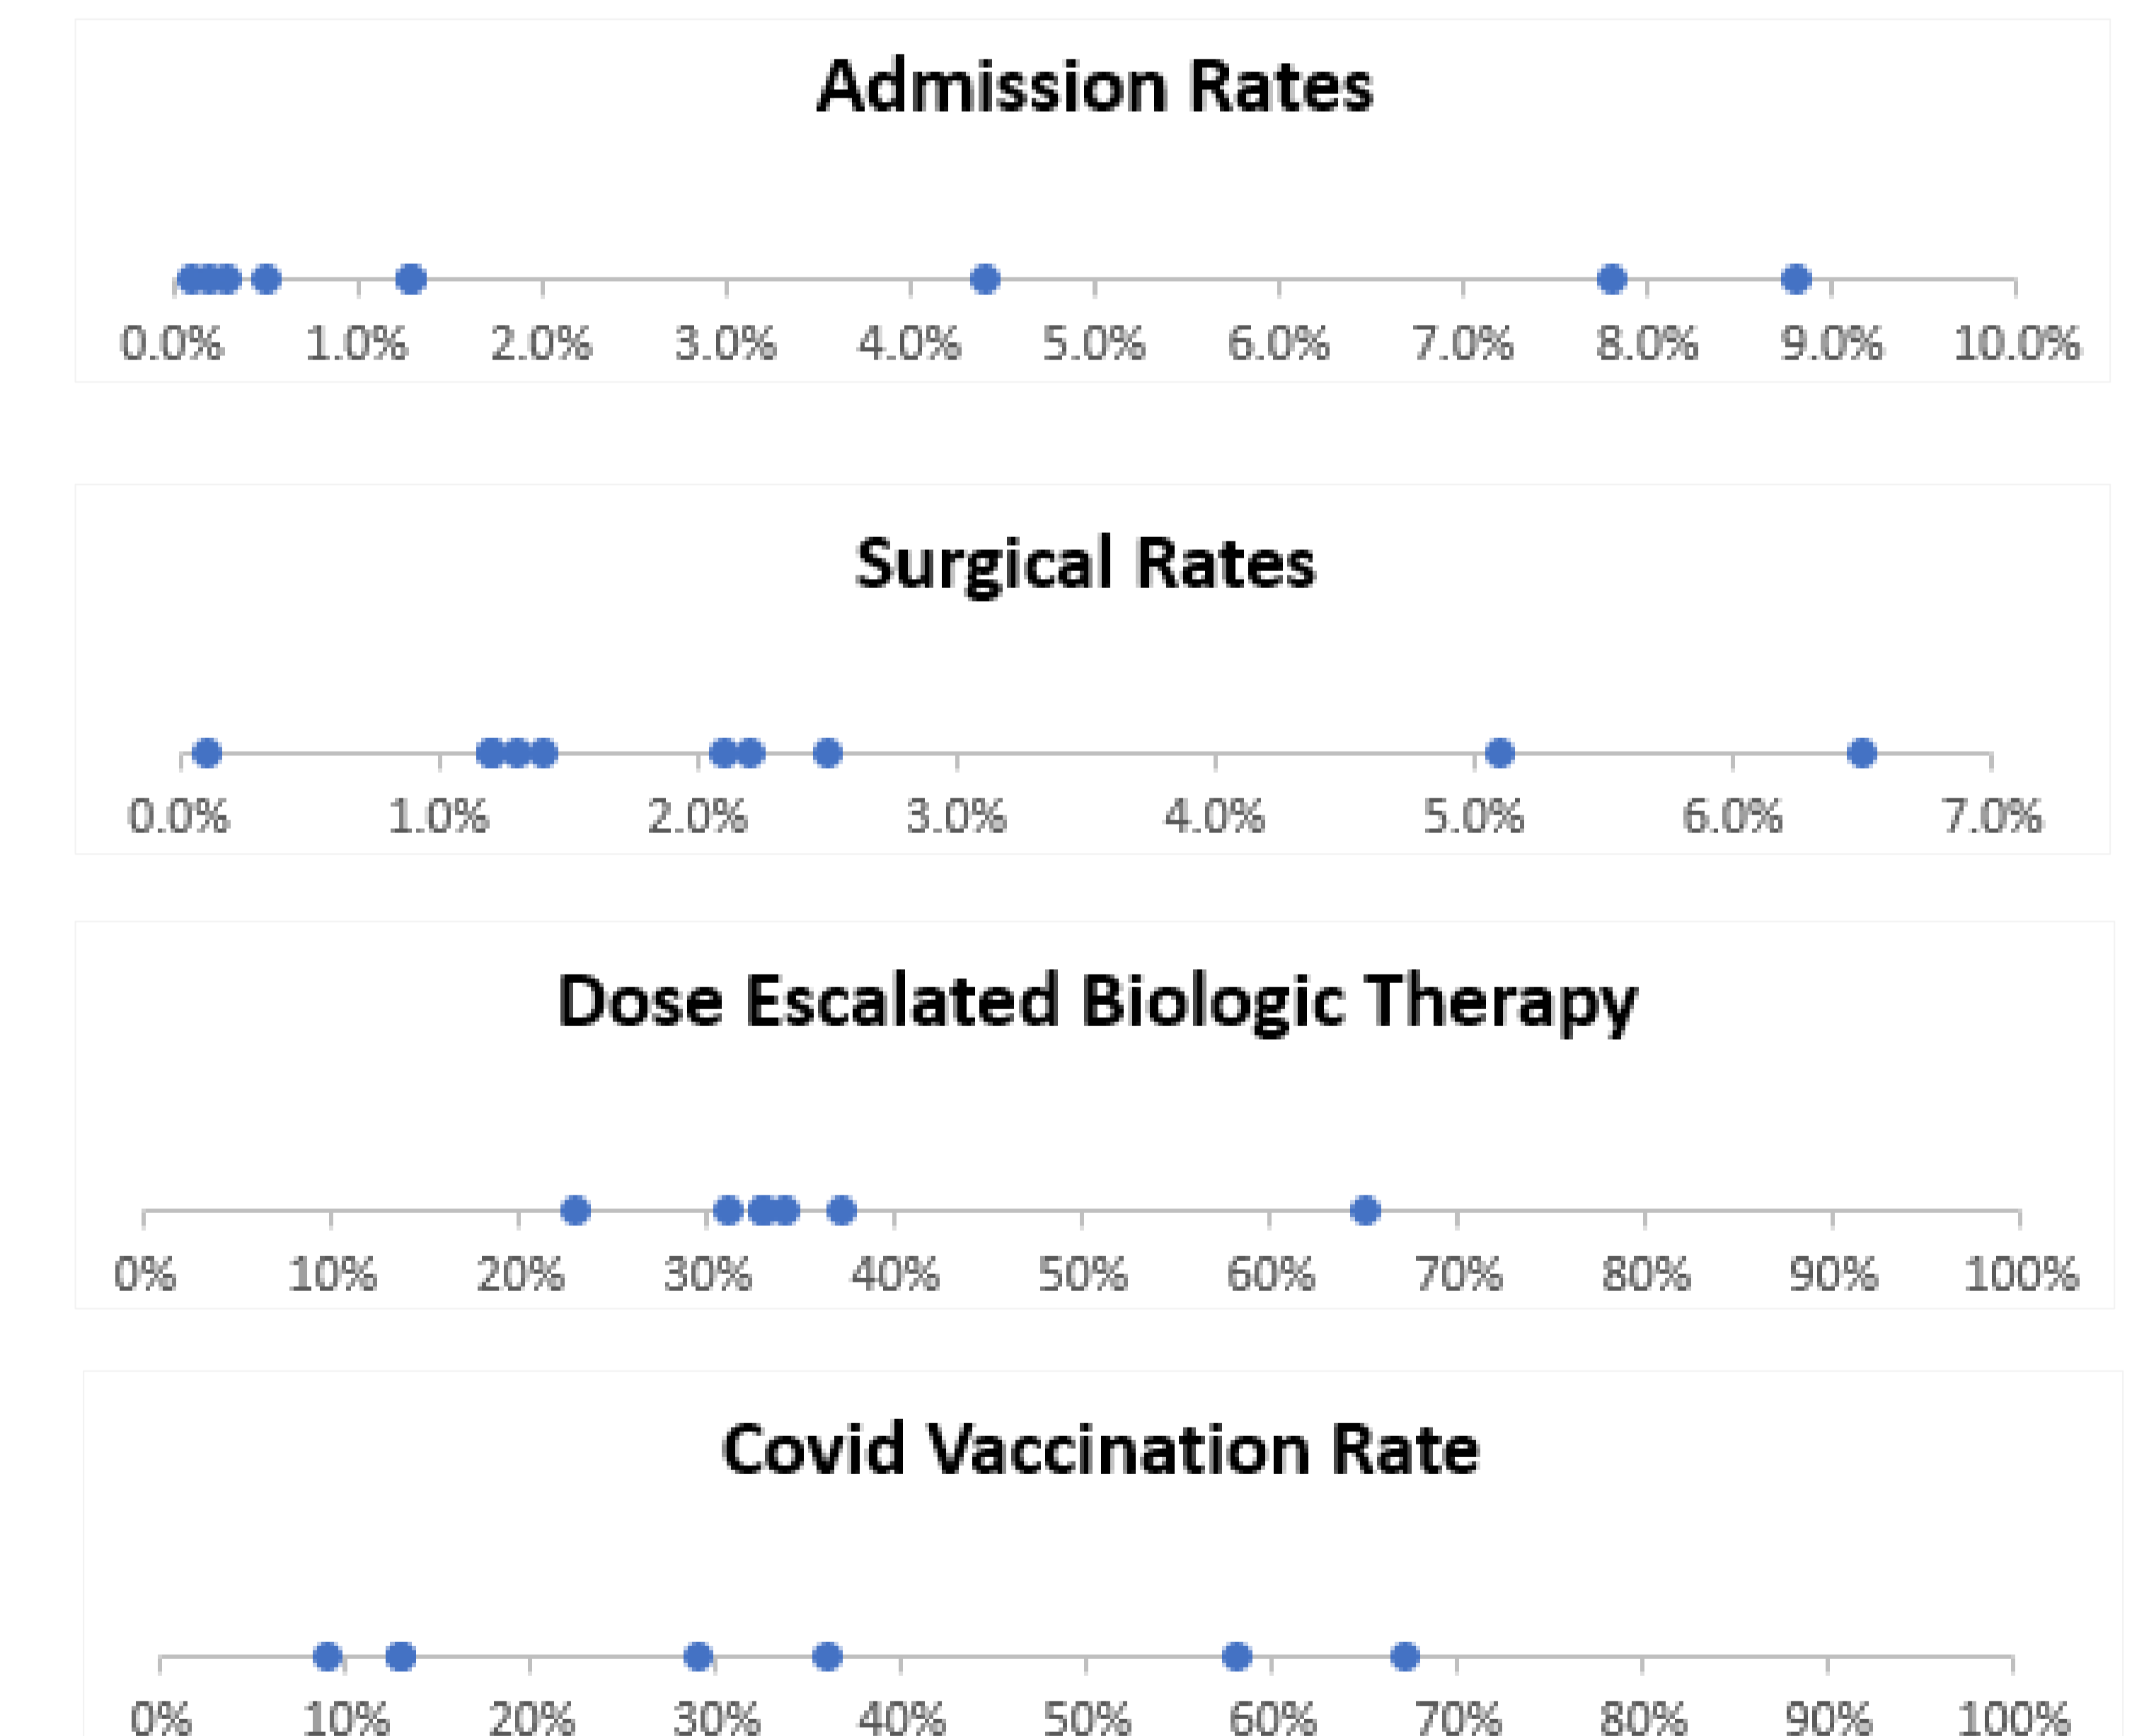 Admission Rates
0.0% 1.0% 2.0% 3.0% 4.0% 5.0% 6.0% 7.0% 8.0% 9.0% 10.0%
Surgical Rates
0.0% 1.0% 2.0% 3.0% 4.0% 5.0% 6.0% 7.0%
Dose Escalated Biologic Therapy
0% 10% 20% 30% 40% 50% 60% 70% 80% 90% 100%
Covid Vaccination Rate
0% 10% 20% 30% 40% 50% 60% 70% 80% 90% 100%